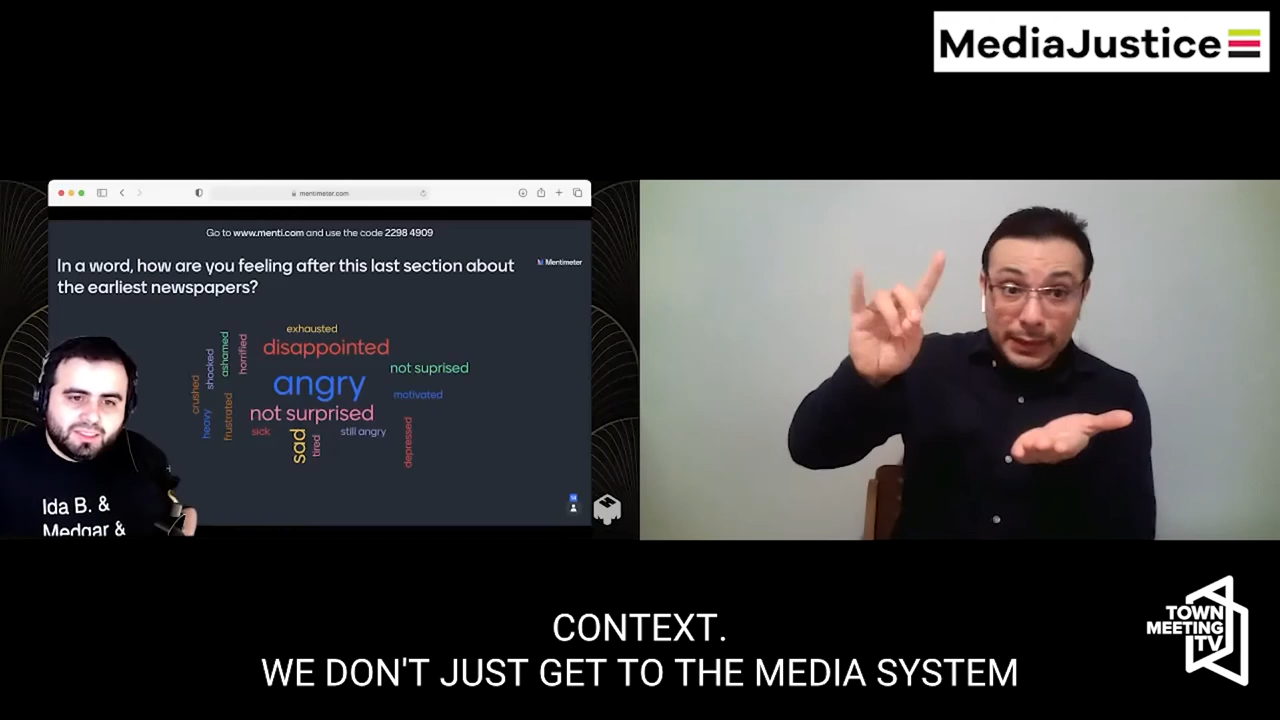 MediaJustice
mentimeter.com
Go to www.menti.com and use the code 2298 4909
In a word, how are you feeling after this last section about
the earliest newspapers?
Mentimeter
exhausted
disappointed
horrified
ashamed
shocked
crushed
not suprised
angry
motivated
not surprised
frustrated
heavy
sick
sad
tired
still angry
depressed
Ida B. &
Medgar &
CONTEXT.
WE DON'T JUST GET TO THE MEDIA SYSTEM
TOWN
MEETING
TV